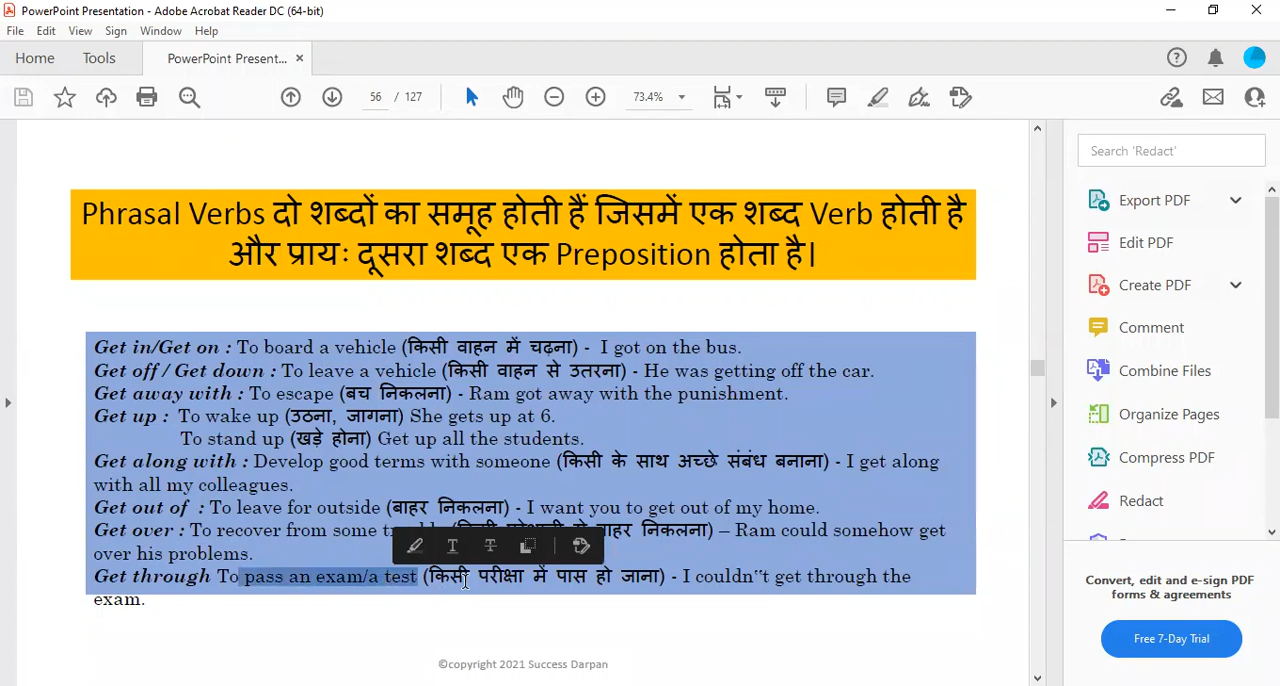 PowerPoint Presentation - Adobe Acrobat Reader DC (64-bit)
File Edit View Sign Window Help
Home Tools PowerPoint Present... ×
56 / 127 73.4%
Search 'Redact'
Phrasal Verbs दो शब्दों का समूह होती हैं जिसमें एक शब्द Verb होती है
और प्रायः दूसरा शब्द एक Preposition होता है।
Get in/Get on : To board a vehicle (किसी वाहन में चढ़ना) - I got on the bus.
Get off / Get down : To leave a vehicle (किसी वाहन से उतरना) - He was getting off the car.
Get away with : To escape (बच निकलना) - Ram got away with the punishment.
Get up : To wake up (उठना, जागना) She gets up at 6.
To stand up (खड़े होना) Get up all the students.
Get along with : Develop good terms with someone (किसी के साथ अच्छे संबंध बनाना) - I get along
with all my colleagues.
Get out of : To leave for outside (बाहर निकलना) - I want you to get out of my home.
Get over : To recover from some बाहर निकलना) – Ram could somehow get
over his problems.
Get through To pass an exam/a test (किसी परीक्षा में पास हो जाना) - I couldn‟t get through the
exam.
©copyright 2021 Success Darpan
Export PDF
Edit PDF
Create PDF
Comment
Combine Files
Organize Pages
Compress PDF
Redact
Convert, edit and e-sign PDF
forms & agreements
Free 7-Day Trial